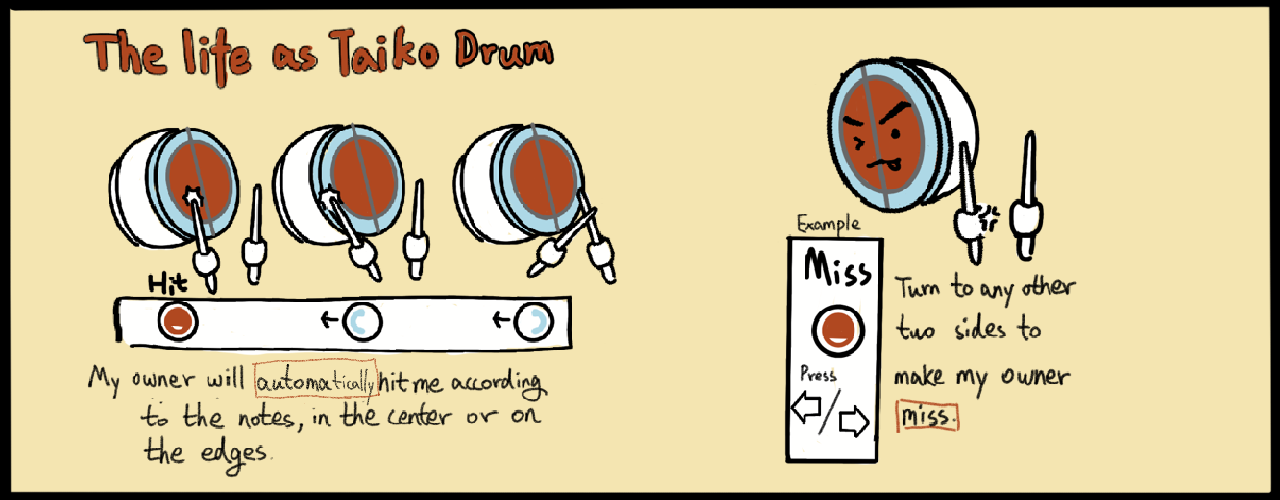 The life as Taiko Drum
Hit
My owner will automatically hit me according
to the notes, in the center or on
the edges.
Example
Miss
Press
Turn to any other
two sides to
make my owner
miss.